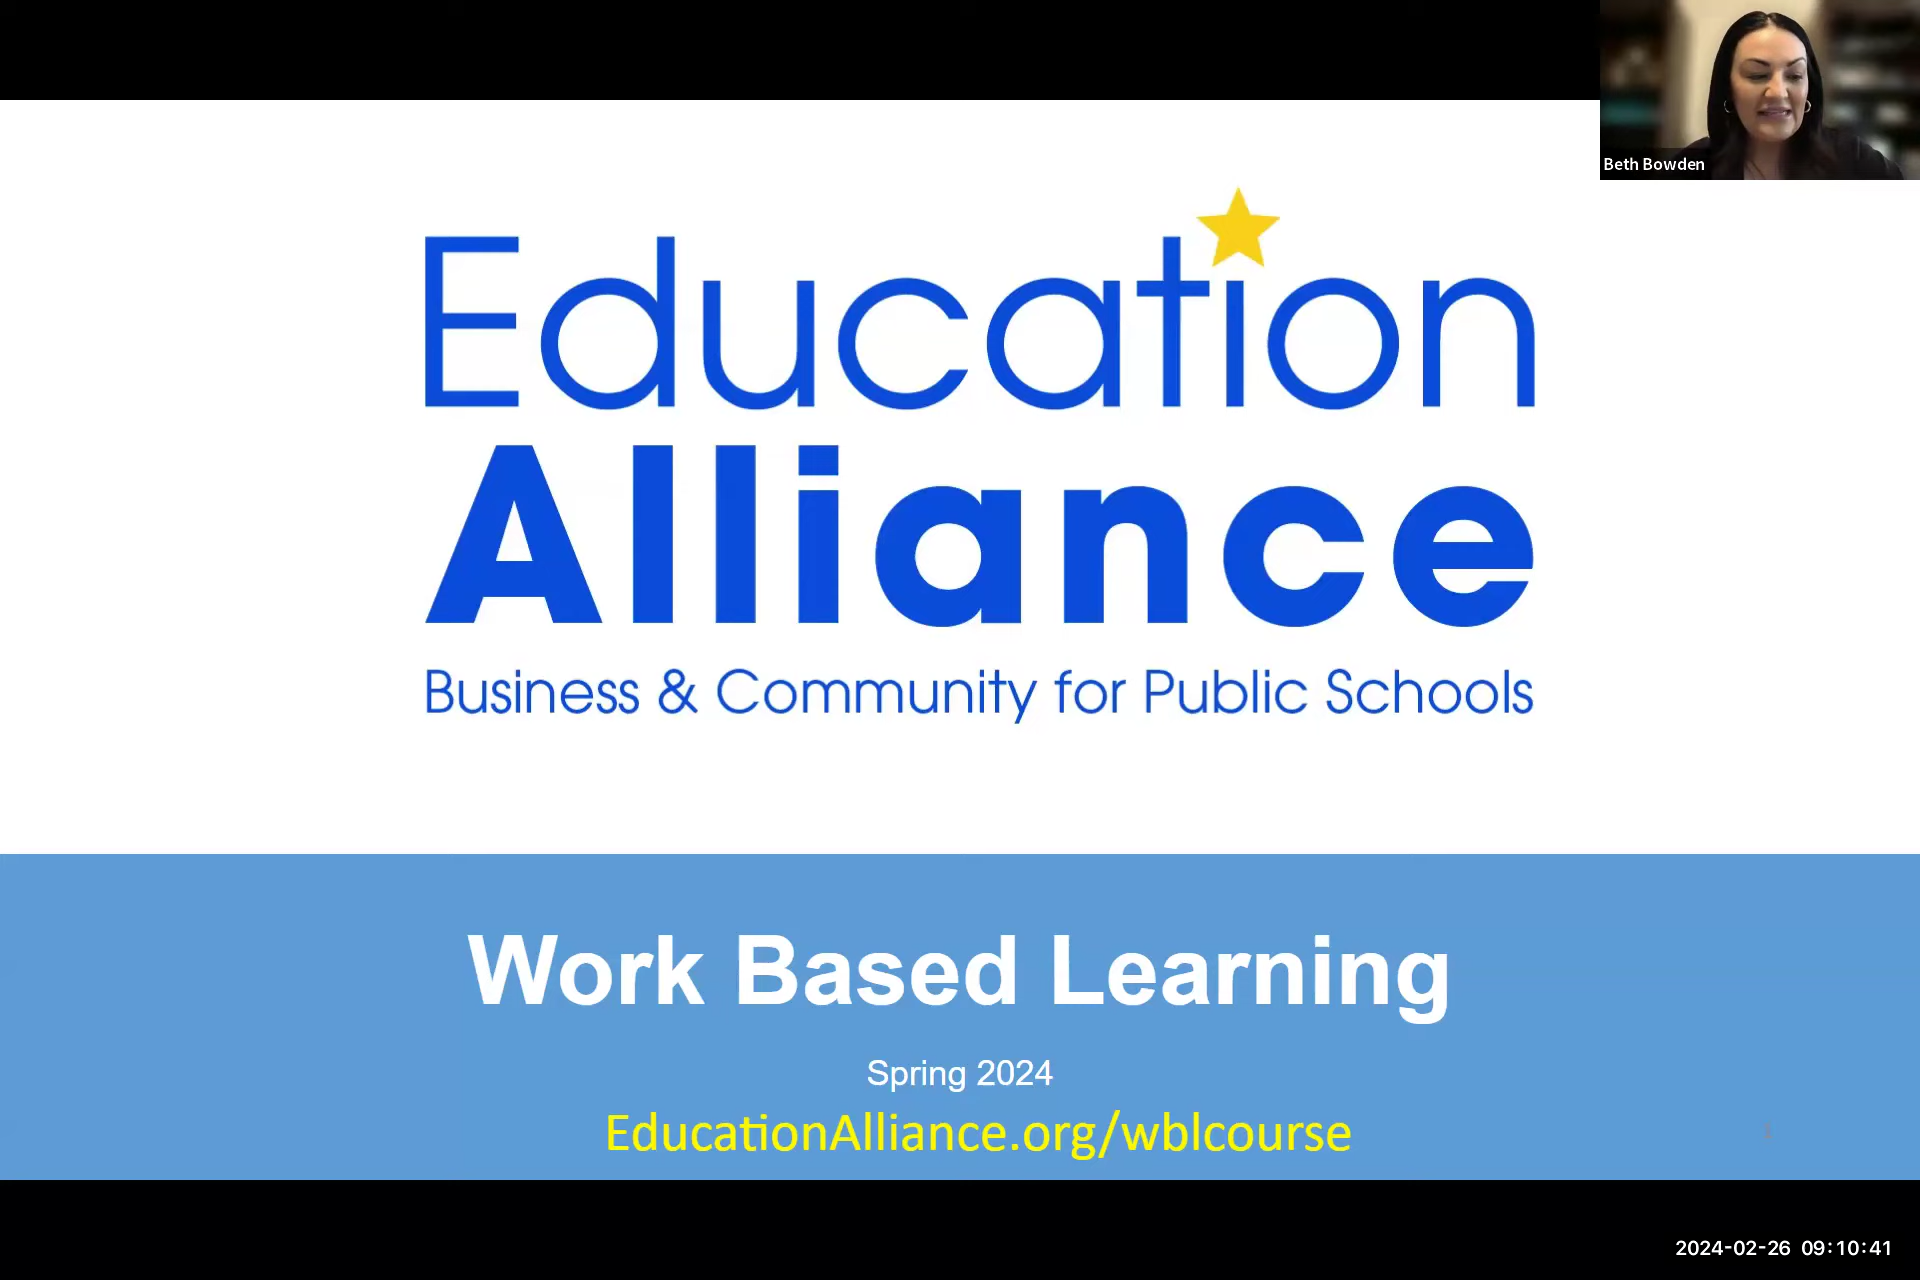 Beth Bowden
Education
Alliance
Business & Community for Public Schools
Work Based Learning
Spring 2024
EducationAlliance.org/wblcourse
2024-02-26 09:10:41